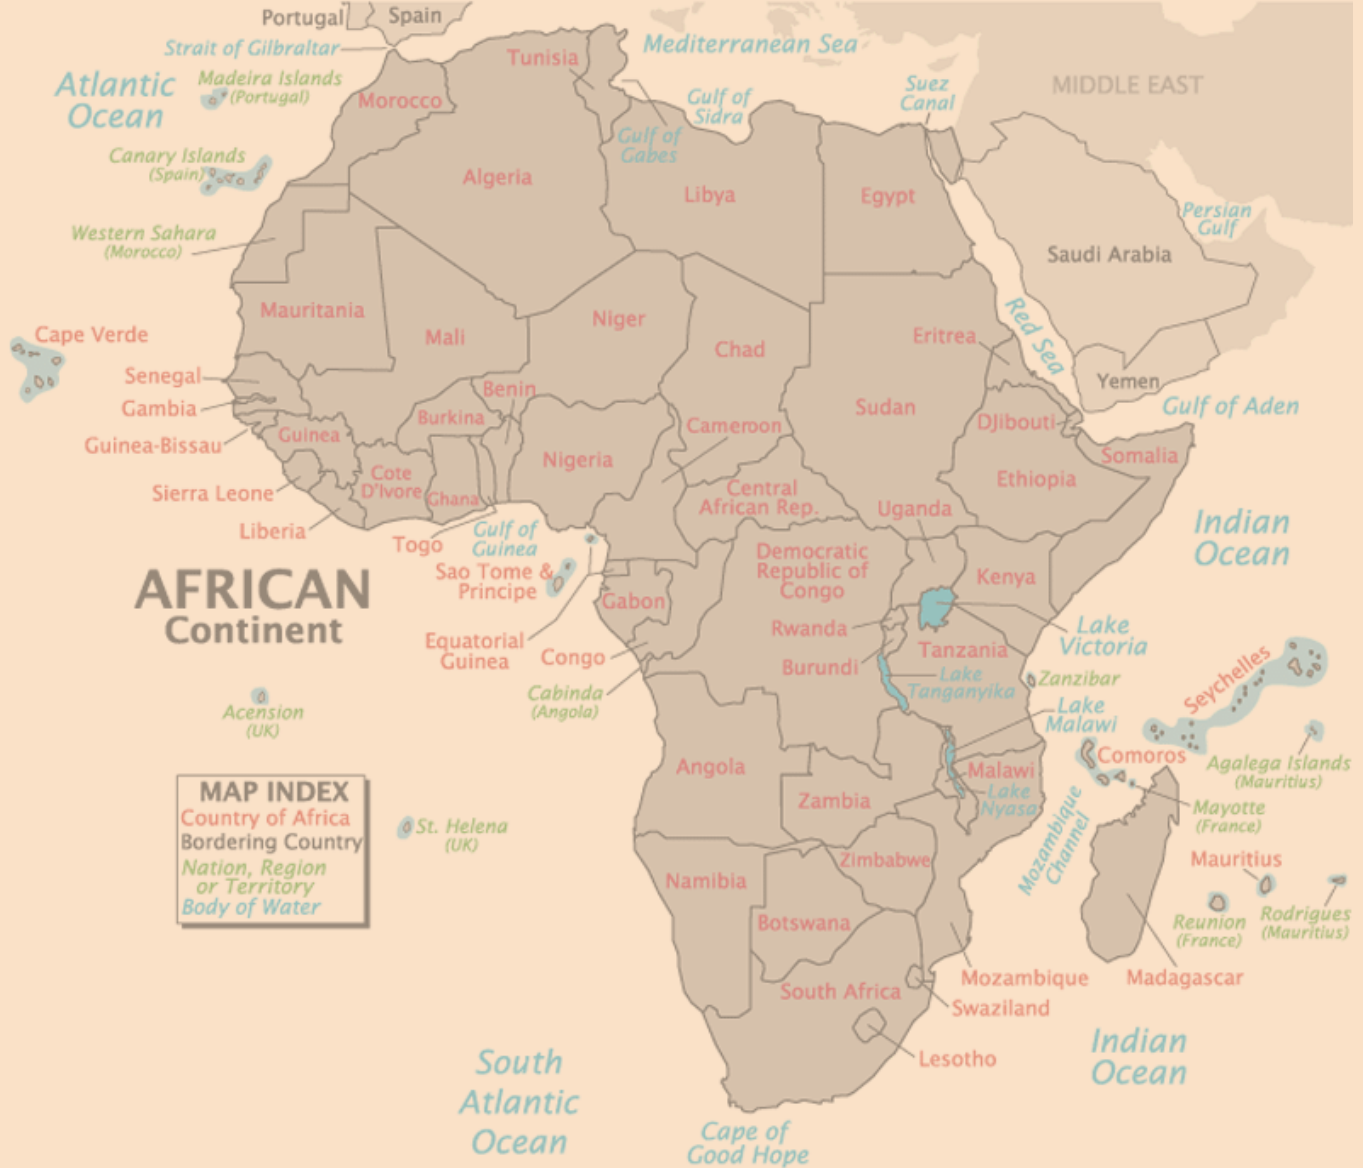 Portugal
Spain
Strait of Gilbraltar
Mediterranean Sea
Tunisia
Atlantic
Ocean
Madeira Islands
(Portugal)
Morocco
Suez
Canal
MIDDLE EAST
Gulf of
Sidra
Gulf of
Gabes
Canary Islands
(Spain)
Algeria
Libya
Egypt
Persian
Gulf
Western Sahara
(Morocco)
Saudi Arabia
Mauritania
Mali
Niger
Chad
Eritrea
Red Sea
Cape Verde
Senegal
Gambia
Guinea-Bissau
Guinea
Burkina
Benin
Cameroon
Sudan
Yemen
DJibouti
Gulf of Aden
Somalia
Nigeria
Cote
D'Ivore
Ghana
Central
African Rep.
Ethiopia
Sierra Leone
Liberia
Togo
Gulf of
Guinea
Uganda
Indian
Ocean
Sao Tome &
Principe
Democratic
Republic of
Congo
Kenya
AFRICAN
Continent
Gabon
Equatorial
Guinea
Congo
Rwanda
Burundi
Tanzania
Lake
Victoria
Lake
Tanganyika
Zanzibar
Seychelles
Cabinda
(Angola)
Acension
(UK)
Lake
Malawi
Comoros
Agalega Islands
(Mauritius)
Angola
Zambia
Malawi
Lake
Nyasa
Mayotte
(France)
Mozambique
Channel
MAP INDEX
Country of Africa
Bordering Country
Nation, Region
or Territory
Body of Water
St. Helena
(UK)
Zimbabwe
Mauritius
Namibia
Botswana
Reunion
(France)
Rodrigues
(Mauritius)
South Africa
Mozambique
Madagascar
Swaziland
Lesotho
Indian
Ocean
South
Atlantic
Ocean
Cape of
Good Hope